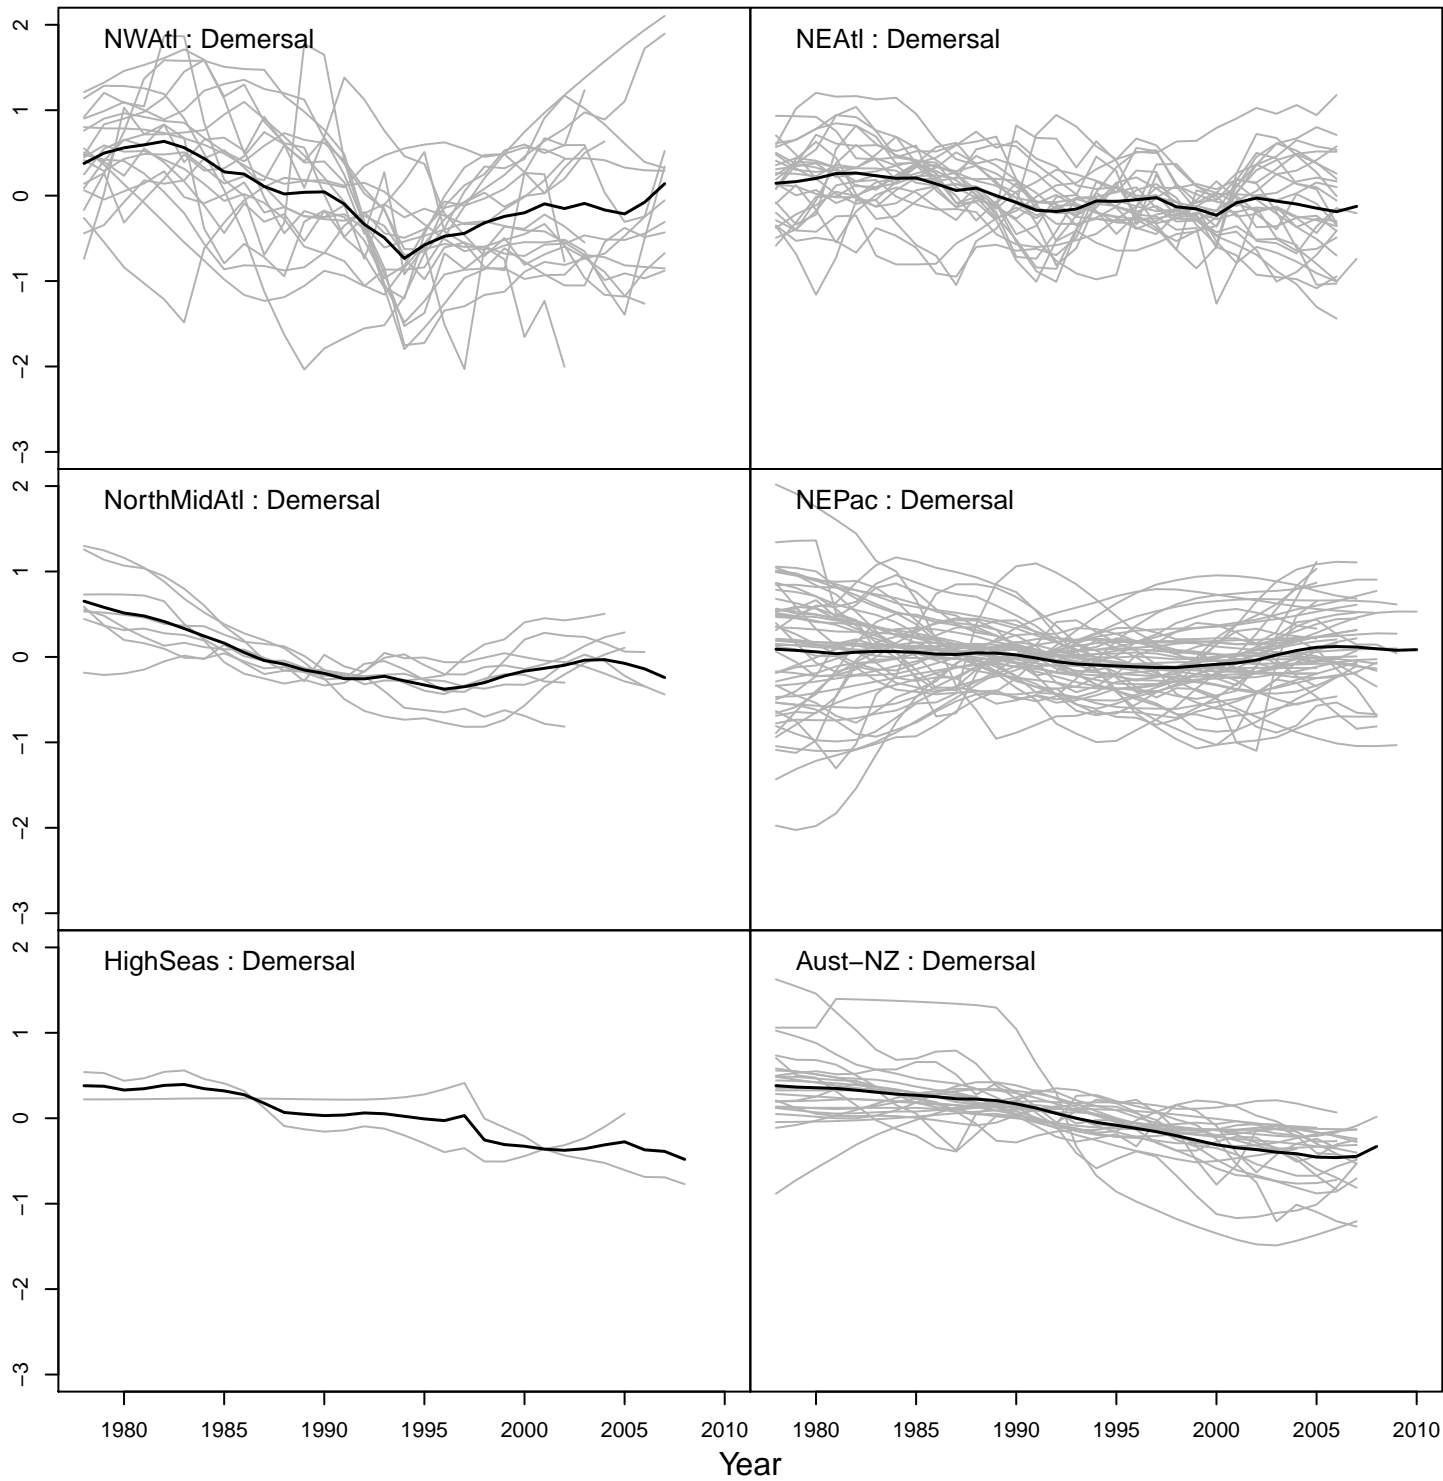 NWAtl : Demersal
NEAtl : Demersal
2
1
0
−1
−2
−3
NorthMidAtl : Demersal
NEPac : Demersal
2
1
0
−1
−2
−3
HighSeas : Demersal
Aust−NZ : Demersal
2
1
0
−1
−2
−3
1980 1985 1990 1995 2000 2005 2010 1980 1985 1990 1995 2000 2005 2010
Year